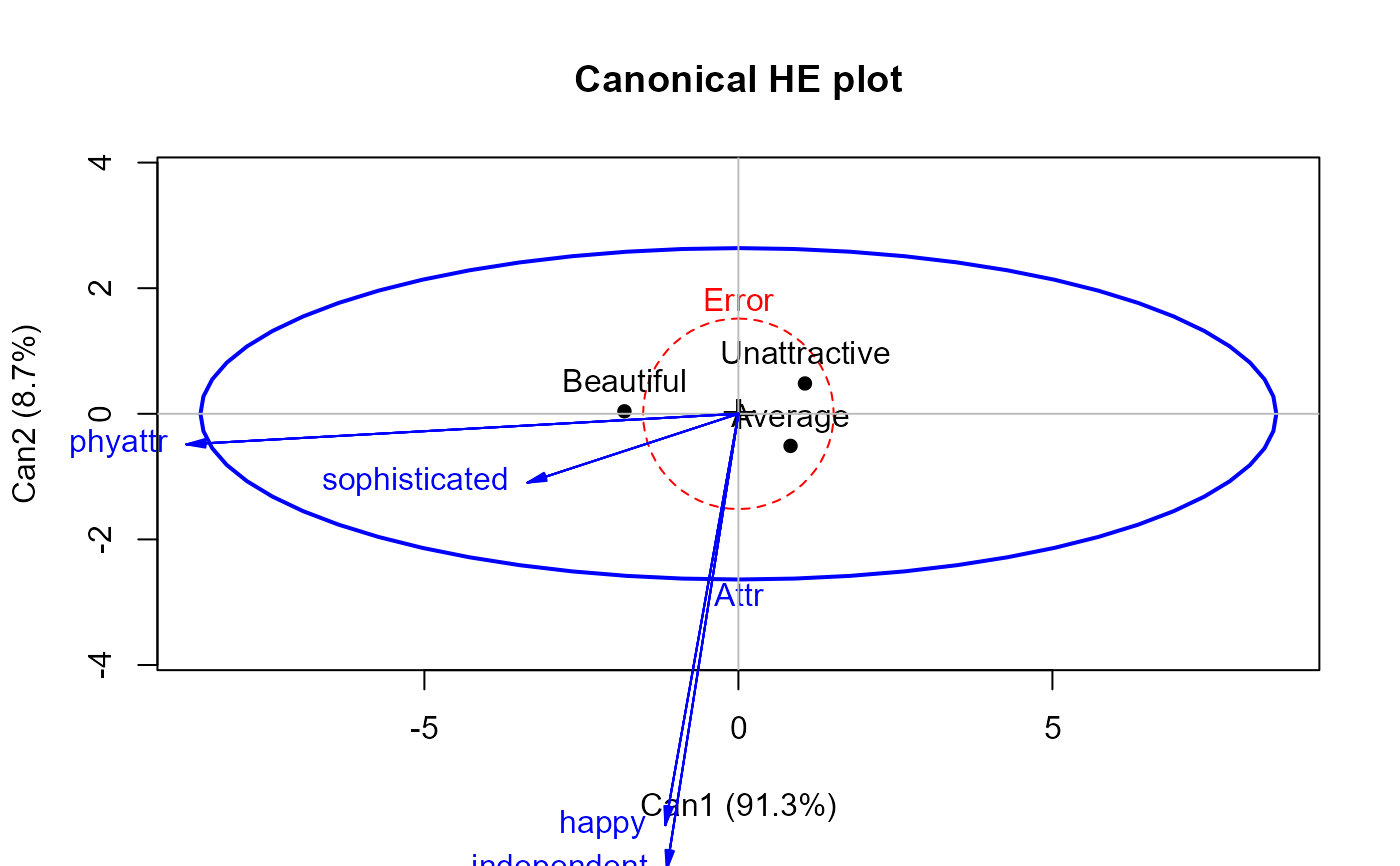 Canonical HE plot
4
2
0
-2
-4
Can2 (8.7%)
Error
Unattractive
Beautiful
Average
phyattr
sophisticated
Attr
-5
0
5
Can1 (91.3%)
happy
independent